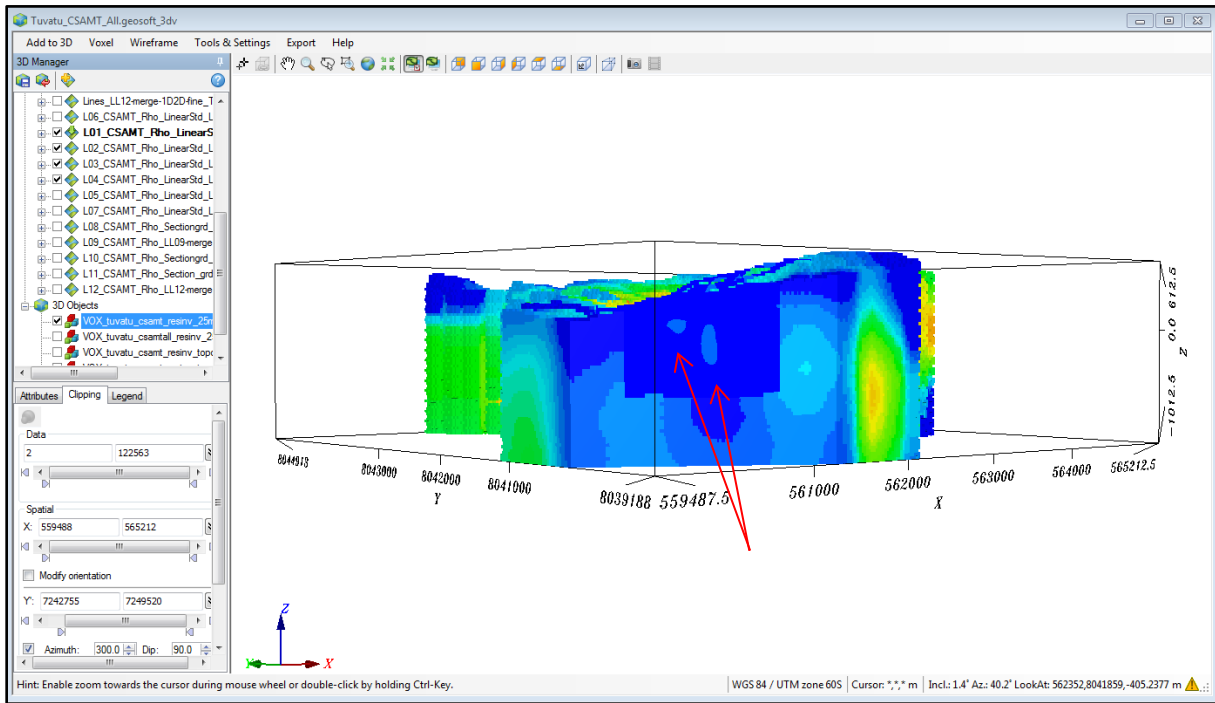 Tuvatu_CSAMT_All.geosoft_3dv
Add to 3D Voxel Wireframe Tools & Settings Export Help
3D Manager
Lines_LL12-merge-1D2D-fine_T
L06_CSAMT_Rho_LinearStd_L
L01_CSAMT_Rho_LinearS
L02_CSAMT_Rho_LinearStd_L
L03_CSAMT_Rho_LinearStd_L
L04_CSAMT_Rho_LinearStd_L
L05_CSAMT_Rho_LinearStd_L
L07_CSAMT_Rho_LinearStd_L
L08_CSAMT_Rho_Sectiongrd_
L09_CSAMT_Rho_LL09-merge
L10_CSAMT_Rho_Sectiongrd_
L11_CSAMT_Rho_Section_grd
L12_CSAMT_Rho_LL12-merge
3D Objects
VOX_tuvatu_csamt_resinv_25m
VOX_tuvatu_csamtall_resinv_2
VOX_tuvatu_csamt_resinv_topo
Attributes Clipping Legend
Data
2 122563
Spatial
X: 559488 565212
Modify orientation
Y: 7242755 7249520
Azimuth: 300.0 Dip: 90.0
612.5
0.0
Z
-1012.5
8044913 8043000 8042000 8041000 8039188 559487.5 561000 562000 563000 564000 565212.5
Y X
Z
Y X
Hint: Enable zoom towards the cursor during mouse wheel or double-click by holding Ctrl-Key.
WGS 84 / UTM zone 60S Cursor: *,*,* m Incl.: 1.4° Az.: 40.2° LookAt: 562352,8041859,-405.2377 m